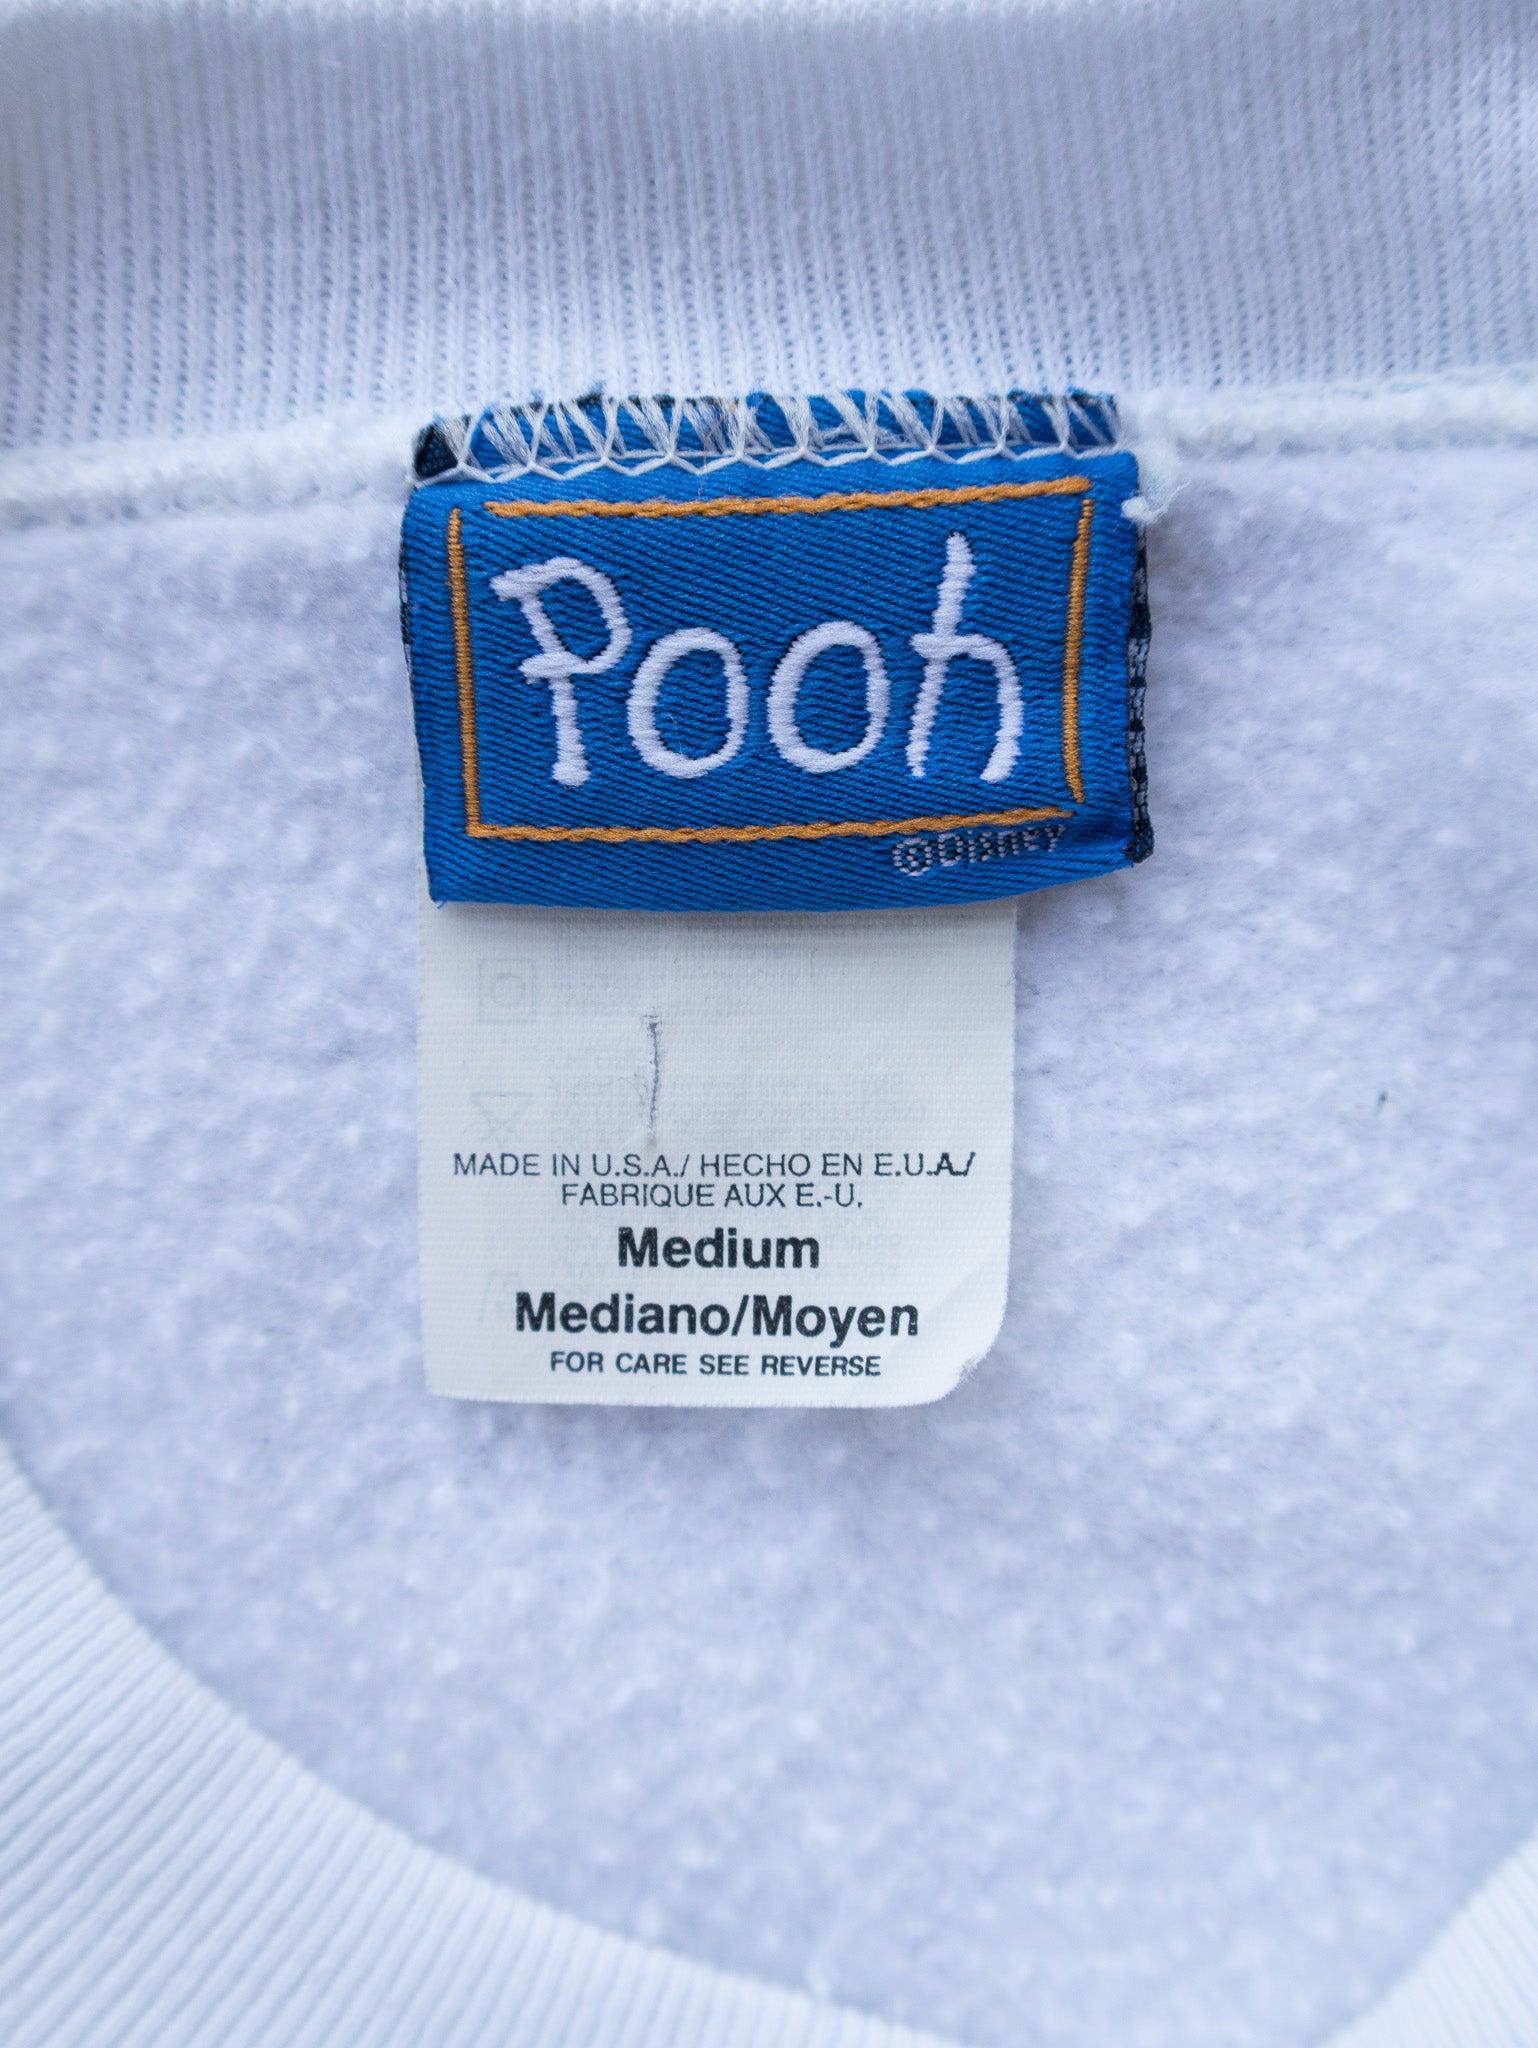 Pooh
©Disney
MADE IN U.S.A./ HECHO EN E.U.A./
FABRIQUE AUX E.-U.
Medium
Mediano/Moyen
FOR CARE SEE REVERSE